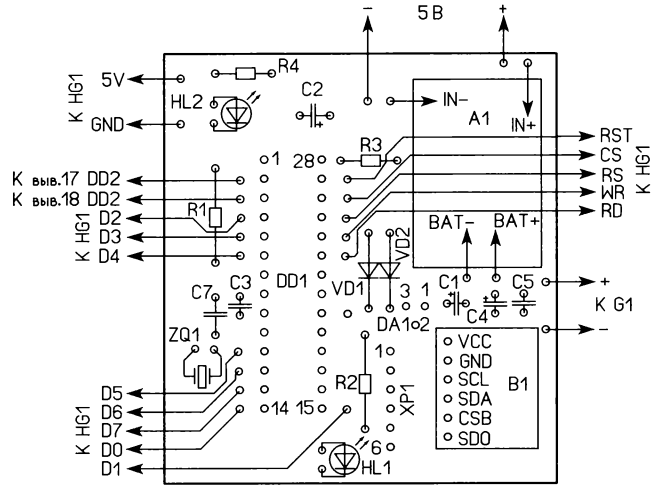 - 5В +
5V
К HG1
GND
R4
HL2
C2
IN-
A1
IN+
1
28
R3
RST
CS
RS
WR
RD
К HG1
К выв.17 DD2
К выв.18 DD2
D2
К HG1 D3
D4
R1
BAT- BAT+
VD2
DD1
VD1
3 1
C1
C4
C5
+
К G1
-
C7
C3
DA1 2
ZQ1
1
R2
XP1
6
VCC
GND
SCL
SDA
CSB
SDO
B1
D5
D6
К HG1
D7
D0
D1
14 15
HL1